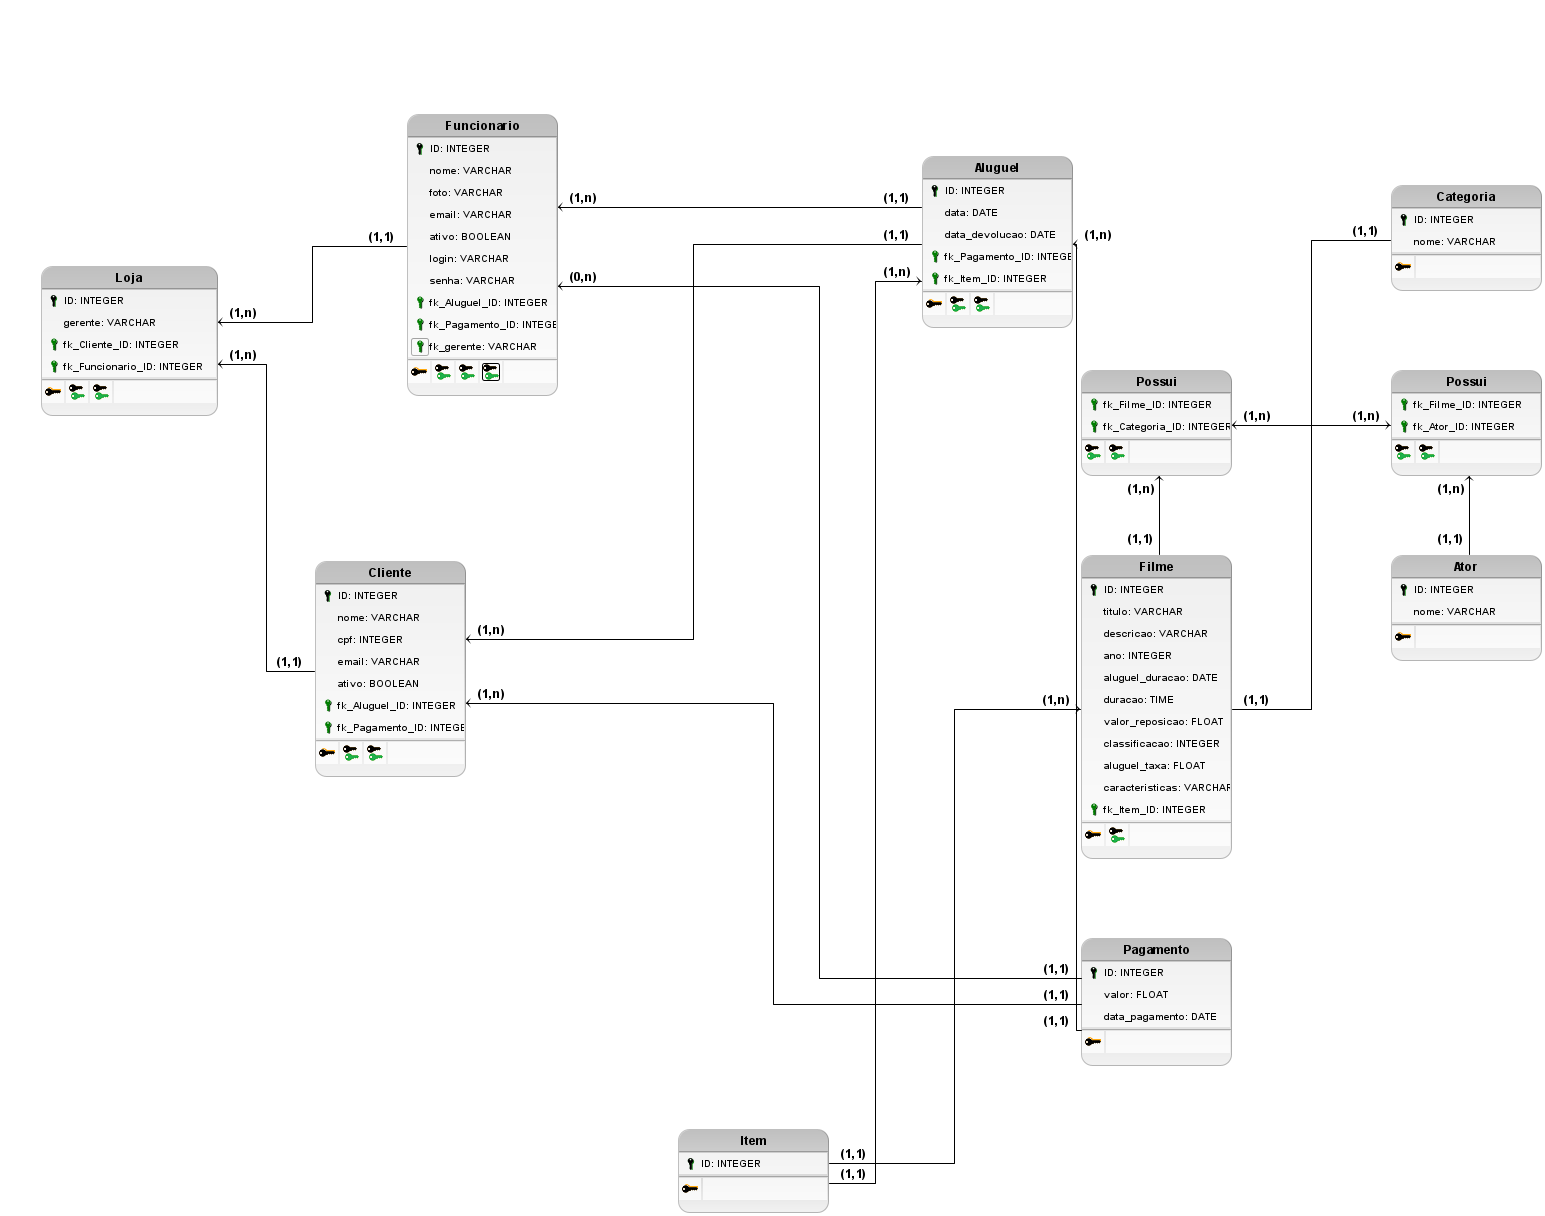 Funcionario
ID: INTEGER
nome: VARCHAR
foto: VARCHAR
email: VARCHAR
ativo: BOOLEAN
login: VARCHAR
senha: VARCHAR
fk_Aluguel_ID: INTEGER
fk_Pagamento_ID: INTEGE
fk_gerente: VARCHAR
(1,n)
(1,1)
(1,1)
(0,n)
(1,1)
Aluguel
ID: INTEGER
data: DATE
data_devolucao: DATE
fk_Pagamento_ID: INTEGE
fk_Item_ID: INTEGER
(1,n)
(1,n)
Categoria
ID: INTEGER
nome: VARCHAR
(1,1)
Loja
ID: INTEGER
gerente: VARCHAR
fk_Cliente_ID: INTEGER
fk_Funcionario_ID: INTEGER
(1,n)
(1,n)
Possui
fk_Filme_ID: INTEGER
fk_Categoria_ID: INTEGER
(1,n)
(1,n)
Possui
fk_Filme_ID: INTEGER
fk_Ator_ID: INTEGER
(1,n)
(1,1)
(1,n)
(1,1)
Cliente
ID: INTEGER
nome: VARCHAR
cpf: INTEGER
email: VARCHAR
ativo: BOOLEAN
fk_Aluguel_ID: INTEGER
fk_Pagamento_ID: INTEGE
(1,1)
(1,n)
(1,n)
Filme
ID: INTEGER
titulo: VARCHAR
descricao: VARCHAR
ano: INTEGER
aluguel_duracao: DATE
duracao: TIME
valor_reposicao: FLOAT
classificacao: INTEGER
aluguel_taxa: FLOAT
caracteristicas: VARCHAR
fk_Item_ID: INTEGER
(1,n)
(1,1)
Ator
ID: INTEGER
nome: VARCHAR
Pagamento
ID: INTEGER
valor: FLOAT
data_pagamento: DATE
(1,1)
(1,1)
(1,1)
Item
ID: INTEGER
(1,1)
(1,1)